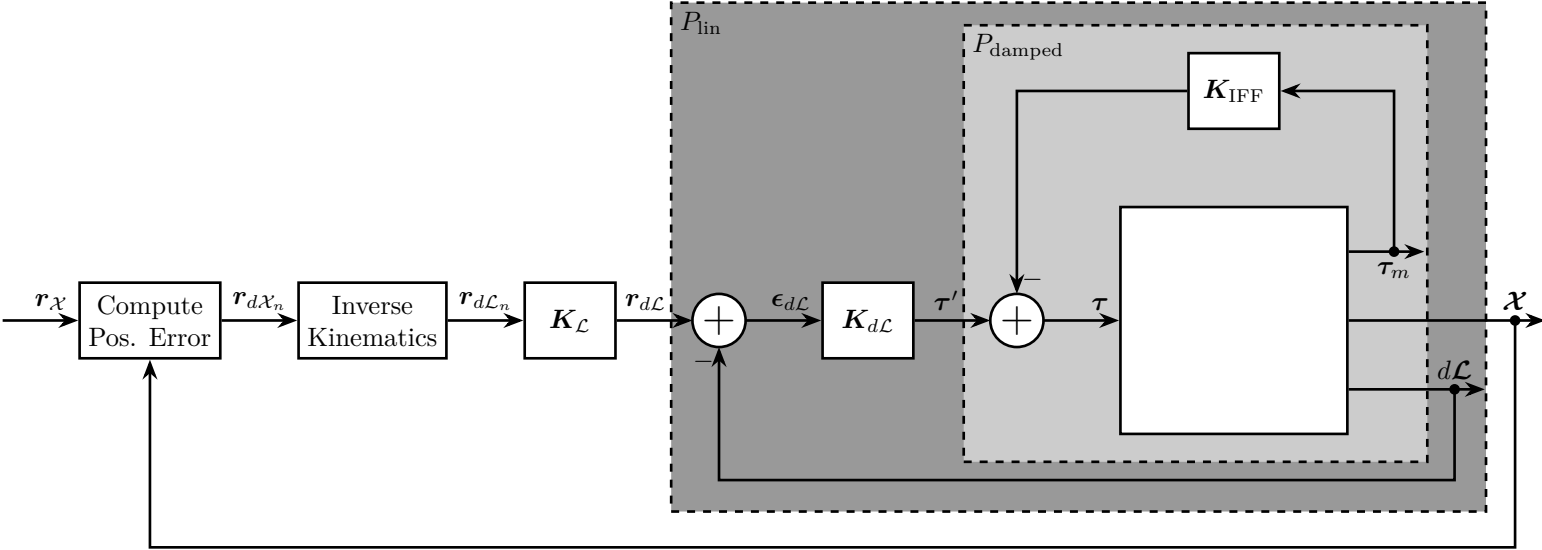 P_lin
P_damped
K_IFF
−
τ_m
r_𝒳
Compute
Pos. Error
r_d𝒳_n
Inverse
Kinematics
r_dℒ_n
K_ℒ
r_dℒ
+
−
ϵ_dℒ
K_dℒ
τ′
+
τ
𝒳
dℒ